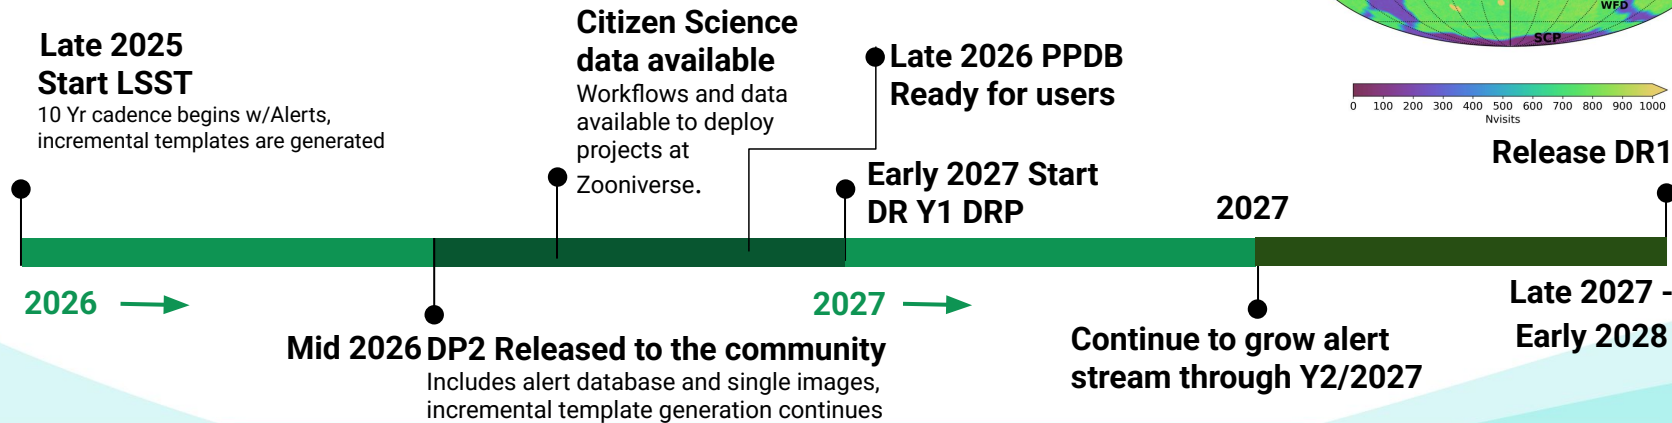 Late 2025
Start LSST
10 Yr cadence begins w/Alerts,
incremental templates are generated
Citizen Science
data available
Workflows and data
available to deploy
projects at
Zooniverse.
Late 2026 PPDB
Ready for users
Early 2027 Start
DR Y1 DRP
2027
WFD
SCP
0 100 200 300 400 500 600 700 800 900 1000
Nvisits
Release DR1
2026
2027
Mid 2026 DP2 Released to the community
Includes alert database and single images,
incremental template generation continues
Continue to grow alert
stream through Y2/2027
Late 2027 -
Early 2028